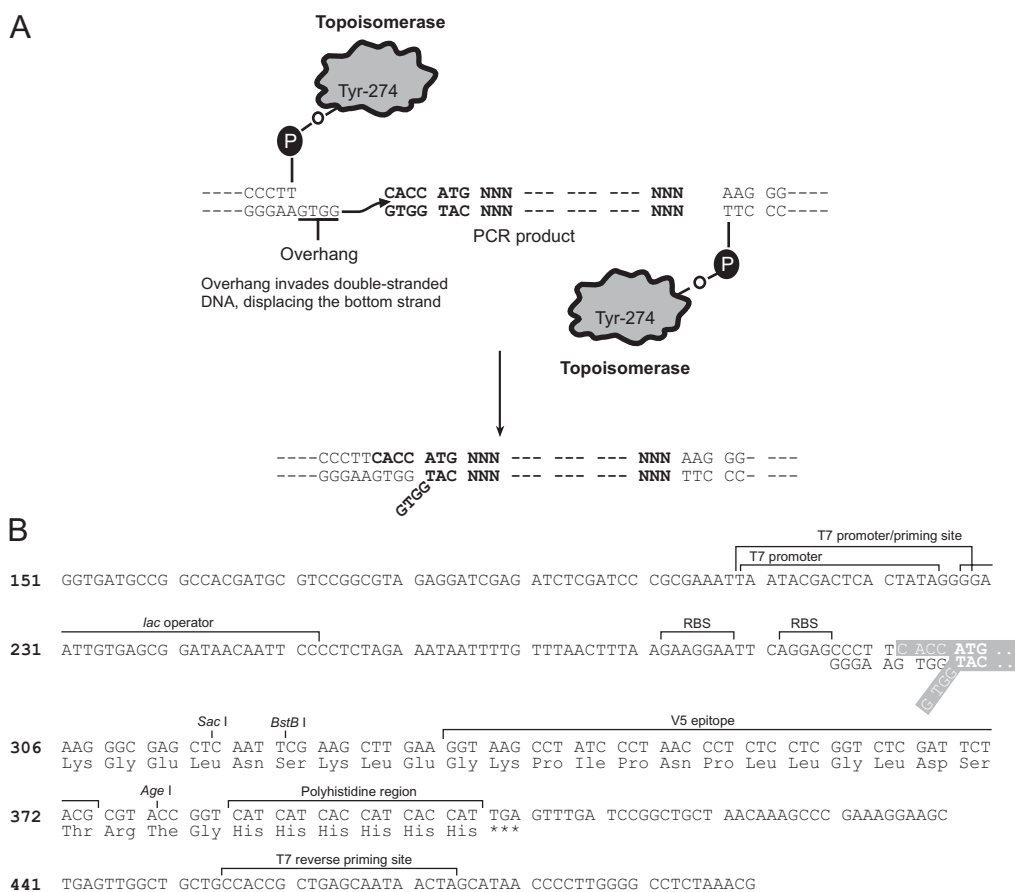 A
Topoisomerase
Tyr-274
O
P
----CCCTT CACC ATG NNN --- --- --- --- NNN AAG GG----
----GGGAAGTGG GTGG TAC NNN --- --- --- --- NNN TTC CC----
PCR product
Overhang
P
O
Overhang invades double-stranded
DNA, displacing the bottom strand
Tyr-274
Topoisomerase
----CCCTTCACC ATG NNN --- --- --- --- NNN AAG GG- ---
----GGGAAGTGG TAC NNN --- --- --- --- NNN TTC CC- ---
GTGG
B
T7 promoter/priming site
T7 promoter
151 GGTGATGCCG GCCACGATGC GTCCGGCGTA GAGGATCGAG ATCTCGATCC CGCGAAATTA ATACGACTCA CTATAGGGGA
lac operator RBS RBS
231 ATTGTGAGCG GATAACAATT CCCCTCTAGA AATAATTTTG TTTAACTTTA AGAAGGAATT CAGGAGCCCT TCACC ATG ..
GGGA AG TGG TAC ..
G TGG
Sac I BstB I V5 epitope
306 AAG GGC GAG CTC AAT TCG AAG CTT GAA GGT AAG CCT ATC CCT AAC CCT CTC CTC GGT CTC GAT TCT
Lys Gly Glu Leu Asn Ser Lys Leu Glu Gly Lys Pro Ile Pro Asn Pro Leu Leu Gly Leu Asp Ser
Age I Polyhistidine region
372 ACG CGT ACC GGT CAT CAT CAC CAT CAC CAT TGA GTTTGA TCCGGCTGCT AACAAAGCCC GAAAGGAAGC
Thr Arg The Gly His His His His His His ***
T7 reverse priming site
441 TGAGTTGGCT GCTGCCACCG CTGAGCAATA ACTAGCATAA CCCCTTGGGG CCTCTAAACG